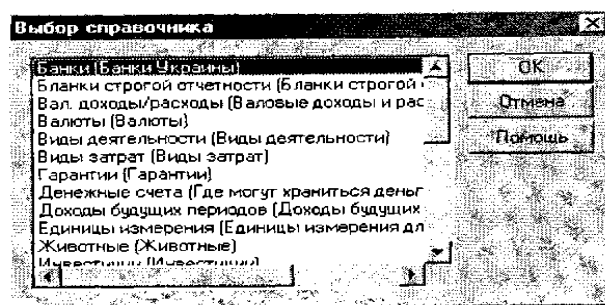 Выбор справочника
Банки (Банки Украины)
Бланки строгой отчетности (Бланки строгой
Вал. доходы/расходы (Валовые доходы и рас
Валюты (Валюты)
Виды деятельности (Виды деятельности)
Виды затрат (Виды затрат)
Гарантии (Гарантии)
Денежные счета (Где могут храниться деньг
Доходы будущих периодов (Доходы будущих
Единицы измерения (Единицы измерения дл
Животные (Животные)
Инвестиции (Инвестиции)
OK
Отмена
Помощь